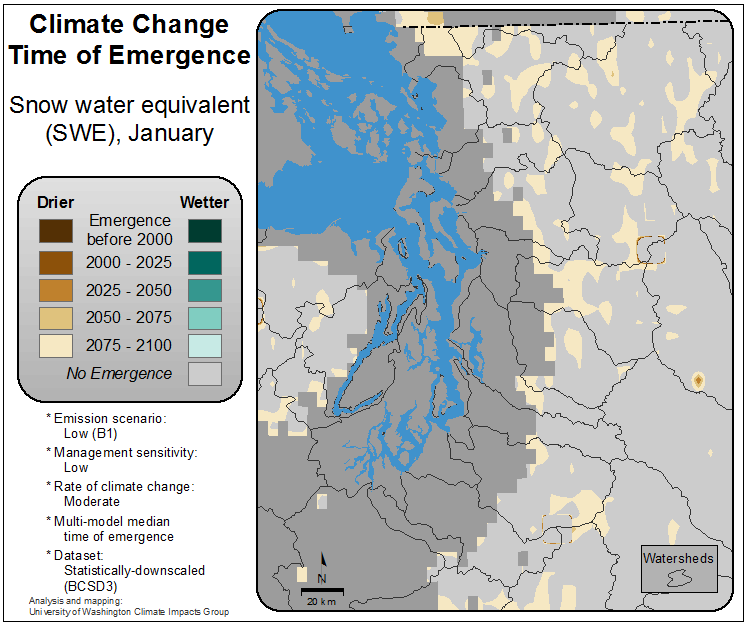 Climate Change
Time of Emergence
Snow water equivalent
(SWE), January
Drier Wetter
Emergence
before 2000
2000 - 2025
2025 - 2050
2050 - 2075
2075 - 2100
No Emergence
* Emission scenario:
Low (B1)
* Management sensitivity:
Low
* Rate of climate change:
Moderate
* Multi-model median
time of emergence
* Dataset:
Statistically-downscaled
(BCSD3)
Analysis and mapping:
University of Washington Climate Impacts Group
N
20 km
Watersheds